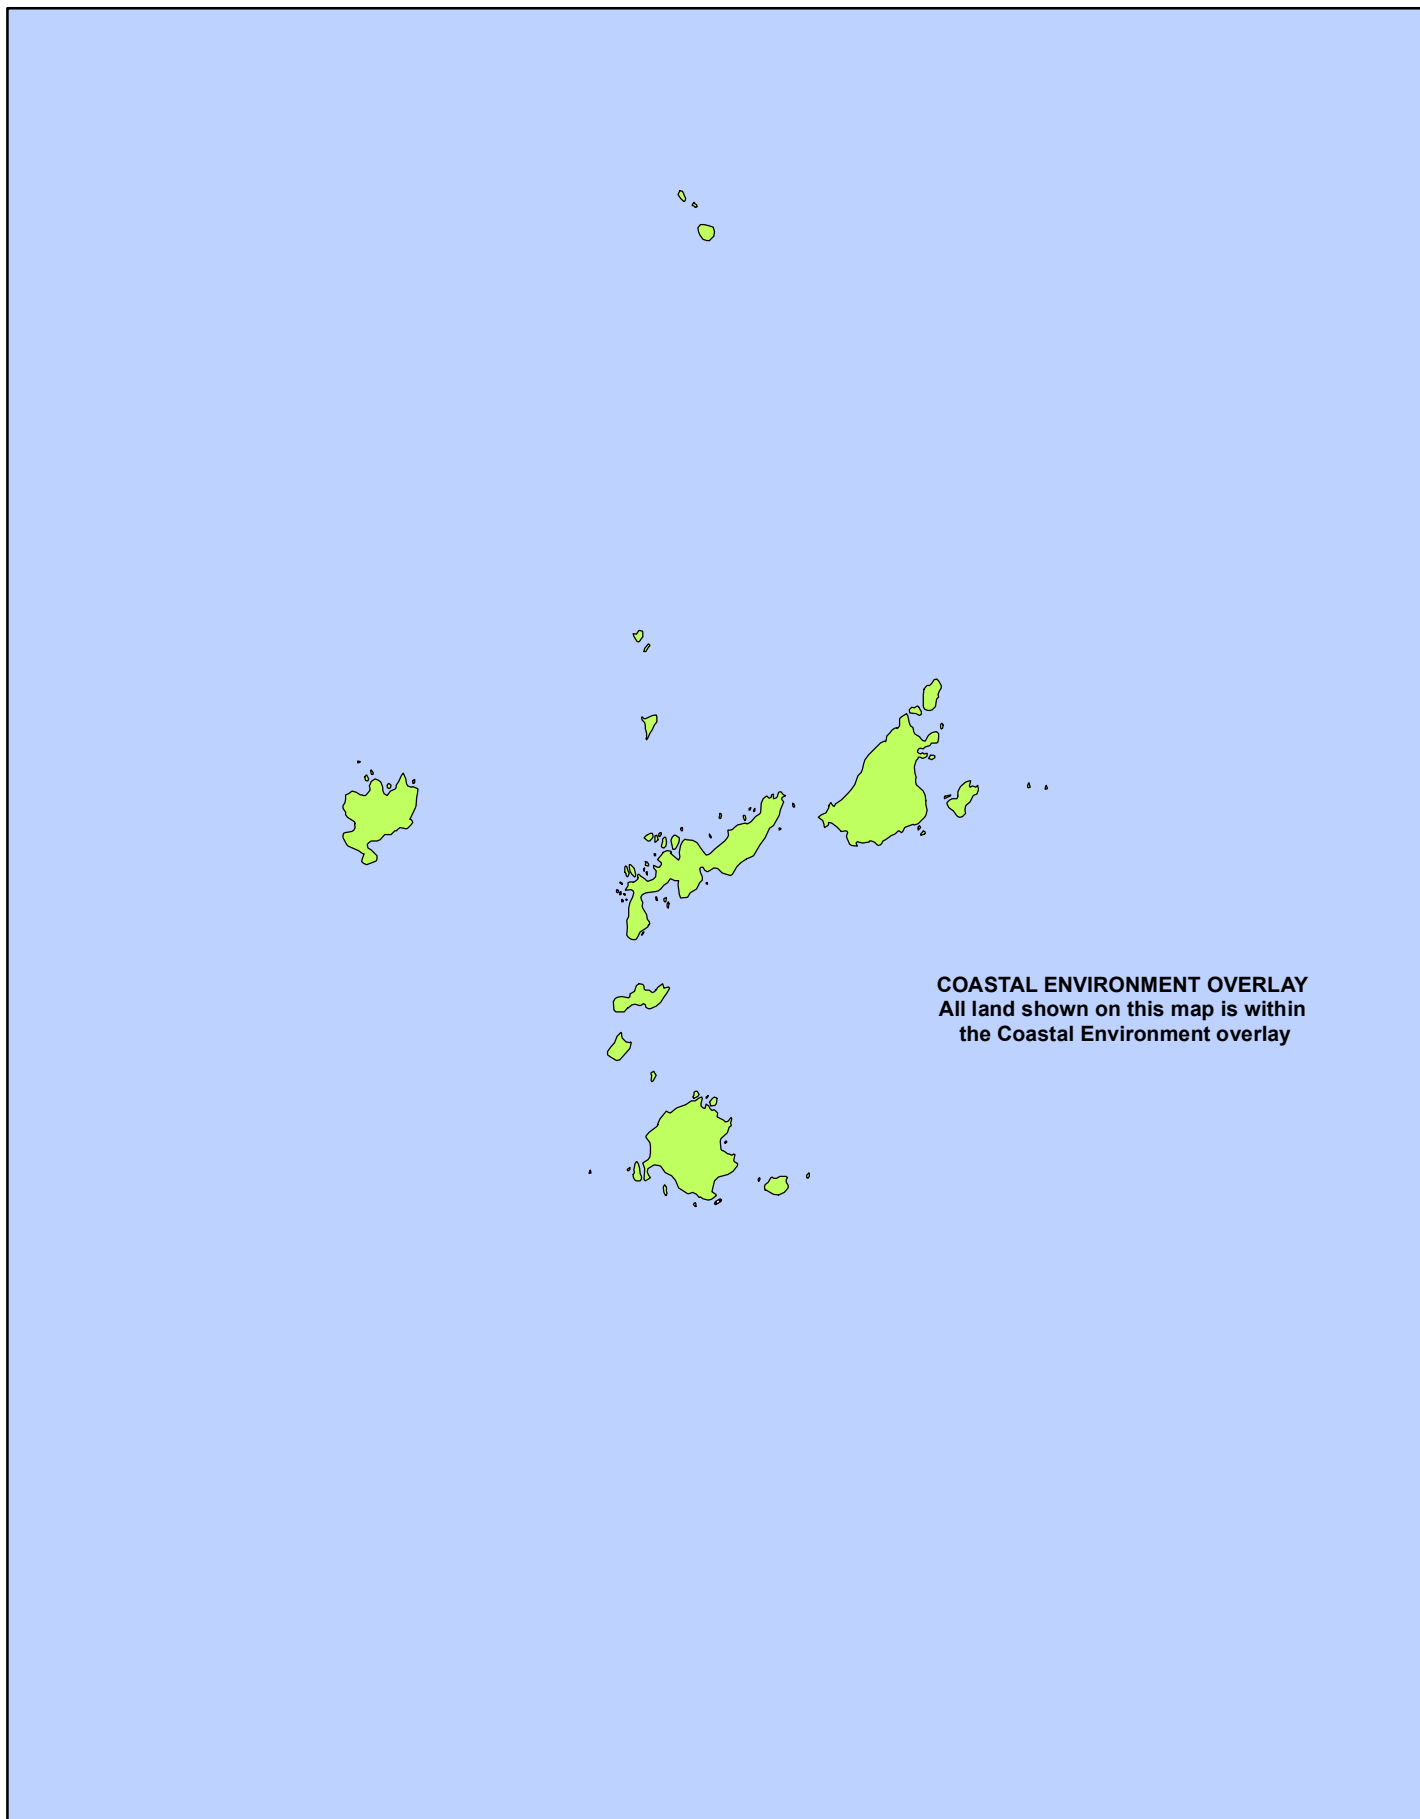 COASTAL ENVIRONMENT OVERLAY
All land shown on this map is within
the Coastal Environment overlay